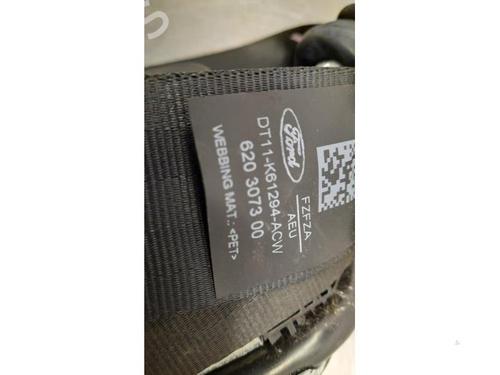 Ford
DT11-K61294-ACW
620 3073 00
WEBBING MAT.: <PET>
FZFZA
AEU